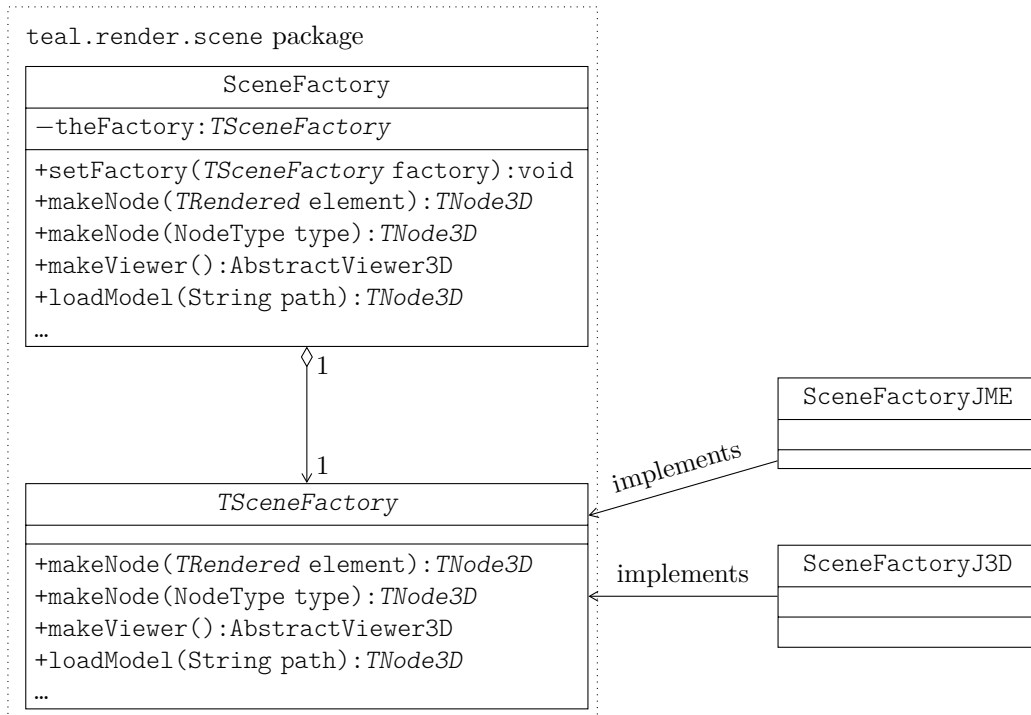 teal.render.scene package
SceneFactory
−theFactory:TSceneFactory
+setFactory(TSceneFactory factory):void
+makeNode(TRendered element):TNode3D
+makeNode(NodeType type):TNode3D
+makeViewer():AbstractViewer3D
+loadModel(String path):TNode3D
…
1
1
TSceneFactory
+makeNode(TRendered element):TNode3D
+makeNode(NodeType type):TNode3D
+makeViewer():AbstractViewer3D
+loadModel(String path):TNode3D
…
SceneFactoryJME
implements
SceneFactoryJ3D
implements